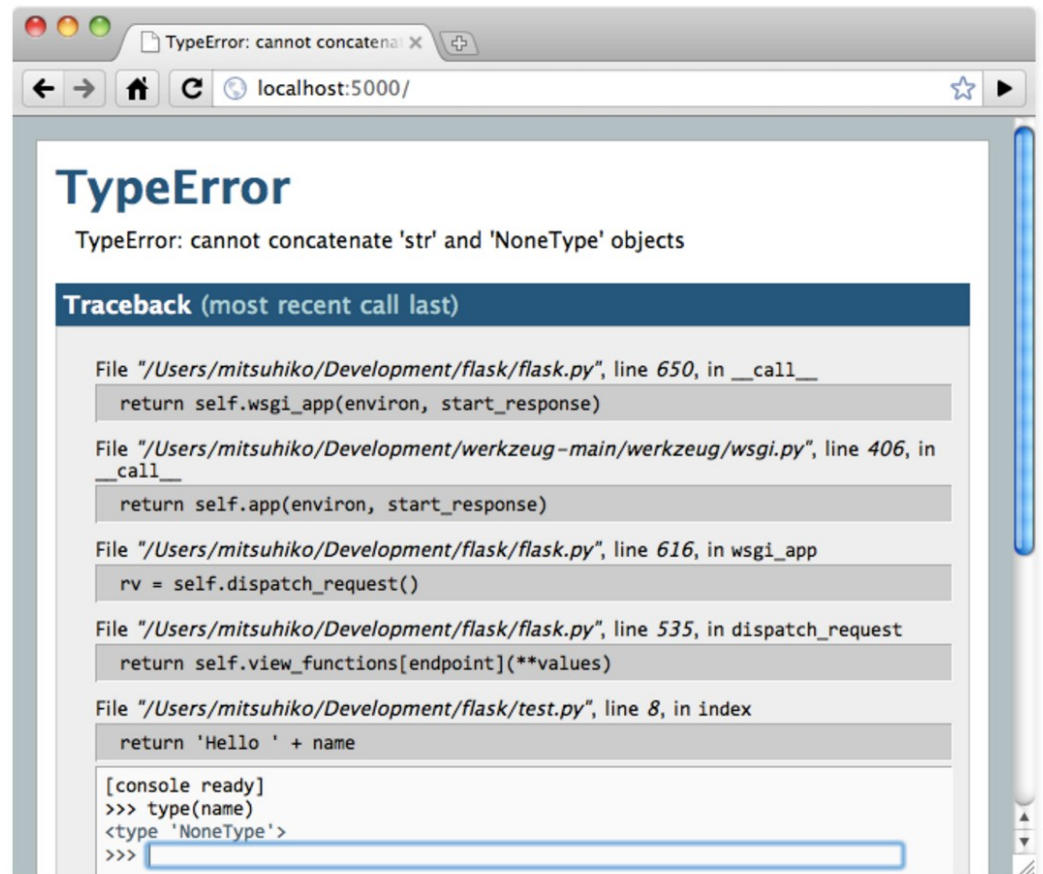 TypeError: cannot concatena
localhost:5000/
TypeError
TypeError: cannot concatenate 'str' and 'NoneType' objects
Traceback (most recent call last)
File "/Users/mitsuhiko/Development/flask/flask.py", line 650, in __call__
return self.wsgi_app(environ, start_response)
File "/Users/mitsuhiko/Development/werkzeug-main/werkzeug/wsgi.py", line 406, in
__call__
return self.app(environ, start_response)
File "/Users/mitsuhiko/Development/flask/flask.py", line 616, in wsgi_app
rv = self.dispatch_request()
File "/Users/mitsuhiko/Development/flask/flask.py", line 535, in dispatch_request
return self.view_functions[endpoint](**values)
File "/Users/mitsuhiko/Development/flask/test.py", line 8, in index
return 'Hello ' + name
[console ready]
>>> type(name)
<type 'NoneType'>
>>>